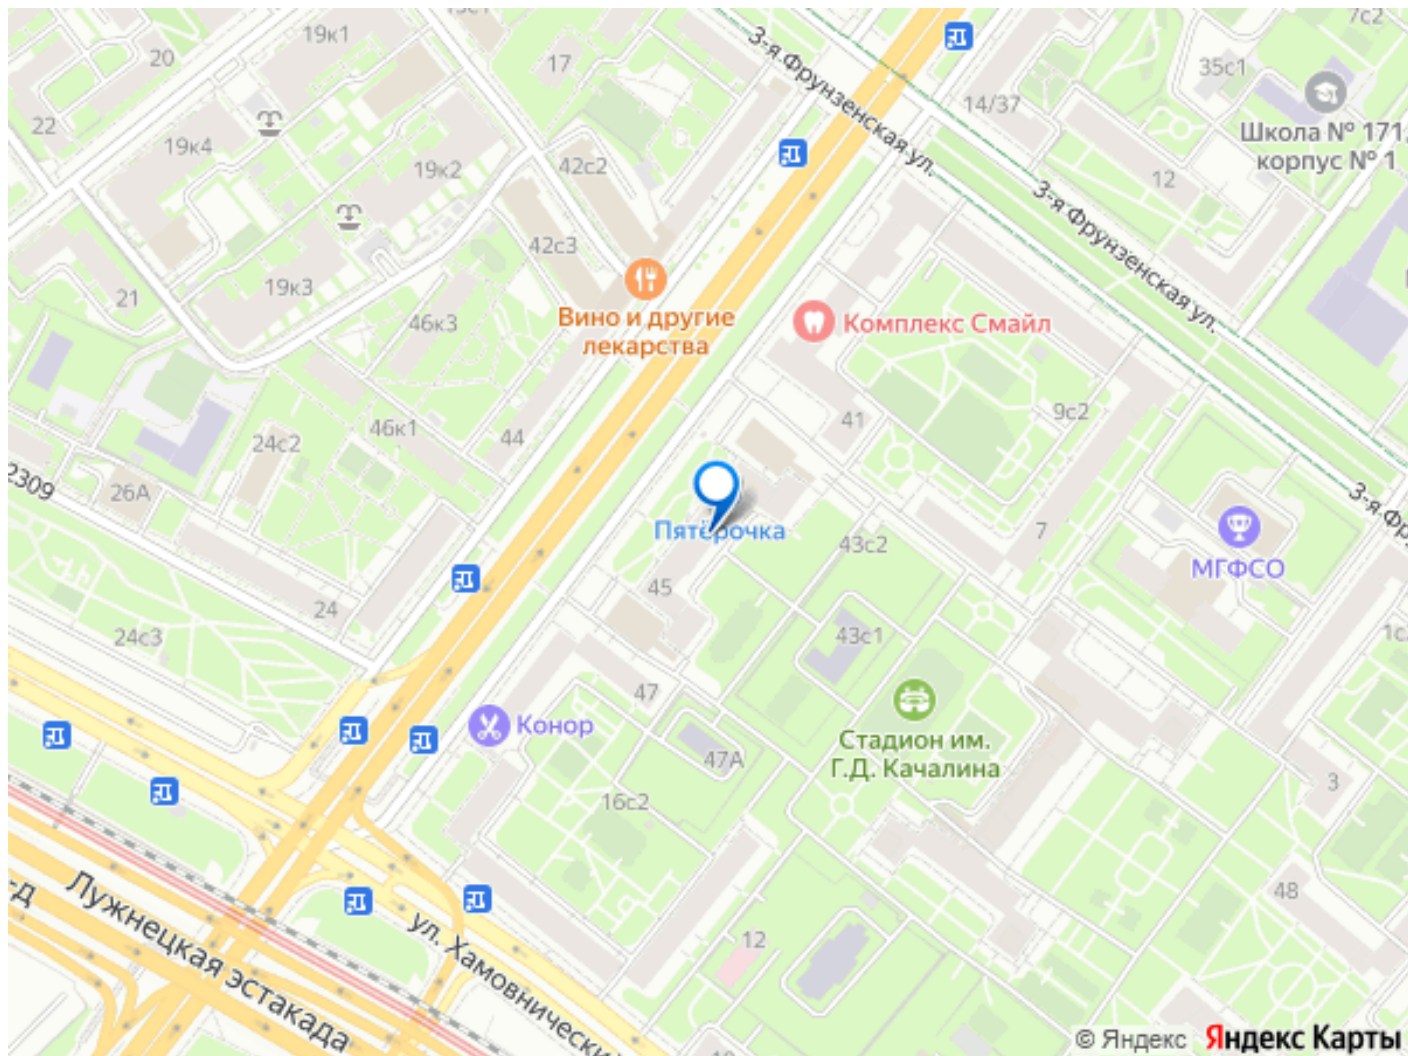 19к1
7с2
20
17
3-я Фрунзенская ул.
35с1
14/37
22
Школа № 171,
корпус № 1
19к4
42с2
19к2
12
3-я Фрунзенская ул.
42с3
19к3
21
Вино и другие
лекарства
46к3
Комплекс Смайл
9с2
41
46к1
44
24с2
2309
26А
3-я Фр
Пятёрочка
7
43с2
МГФСО
45
24
24с3
43с1
47
Конор
Стадион им.
Г.Д. Качалина
47А
16с2
3
Лужнецкая эстакада
48
ул. Хамовнический
12
© Яндекс Яндекс Карты